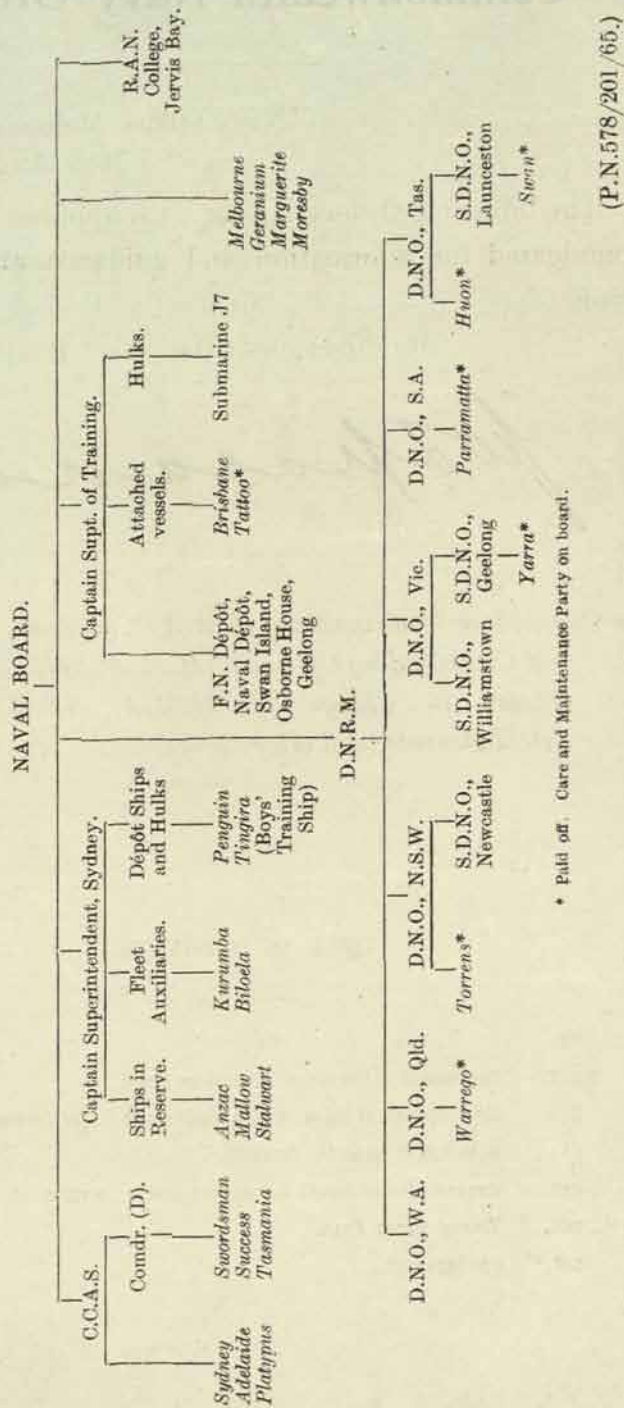 NAVAL BOARD.
C.C.A.S.
Captain Superintendent, Sydney.
Captain Supt. of Training.
R.A.N.
College,
Jervis Bay.
Comdr. (D).
Ships in
Reserve.
Fleet
Auxiliaries.
Dépôt Ships
and Hulks
Attached
vessels.
Hulks.
Sydney
Adelaide
Platypus
Swordsman
Success
Tasmania
Anzac
Mallow
Stalwart
Kurumba
Biloela
Penguin
Tingira
(Boys'
Training
Ship)
F.N. Dépôt,
Naval Dépôt,
Swan Island,
Osborne House,
Geelong
Brisbane
Tattoo*
Submarine J7
Melbourne
Geranium
Marguerite
Moresby
D.N.R.M.
D.N.O., W.A.
D.N.O., Qld.
D.N.O., N.S.W.
D.N.O., Vic.
D.N.O., S.A.
D.N.O., Tas.
Warrego*
Torrens*
S.D.N.O.,
Newcastle
S.D.N.O.,
Williamstown
S.D.N.O.,
Geelong
Yarra*
Parramatta*
Huon*
S.D.N.O.,
Launceston
Swan*
* Paid off. Care and Maintenance Party on board.
(P.N.578/201/65.)